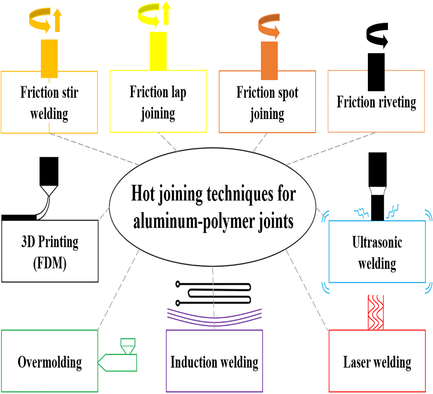 Friction stir
welding
Friction lap
joining
Friction spot
joining
Friction riveting
Hot joining techniques for
aluminum-polymer joints
3D Printing
(FDM)
Ultrasonic
welding
Overmolding
Induction welding
Laser welding